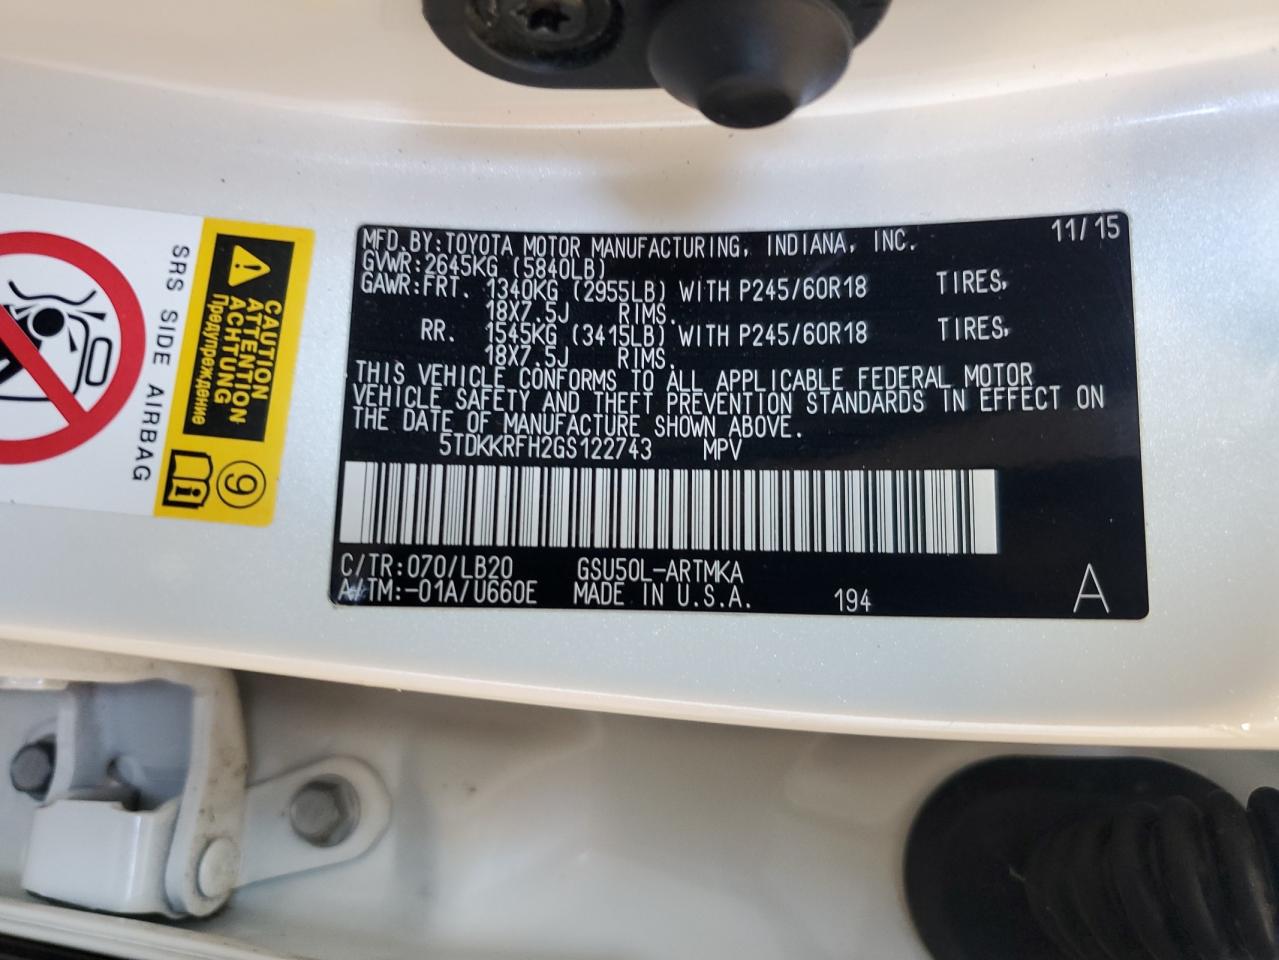 MFD.BY:TOYOTA MOTOR MANUFACTURING, INDIANA, INC. 11/15
GVWR:2645KG (5840LB)
GAWR:FRT. 1340KG (2955LB) WITH P245/60R18 TIRES,
18X7.5J RIMS.
RR. 1545KG (3415LB) WITH P245/60R18 TIRES,
18X7.5J RIMS.
THIS VEHICLE CONFORMS TO ALL APPLICABLE FEDERAL MOTOR
VEHICLE SAFETY AND THEFT PREVENTION STANDARDS IN EFFECT ON
THE DATE OF MANUFACTURE SHOWN ABOVE.
5TDKKRFH2GS122743 MPV
C/TR:070/LB20 GSU50L-ARTMKA
A/TM:-01A/U660E MADE IN U.S.A. 194 A
SRS SIDE AIRBAG
CAUTION
ATTENTION
ACHTUNG
Предупреждение
9